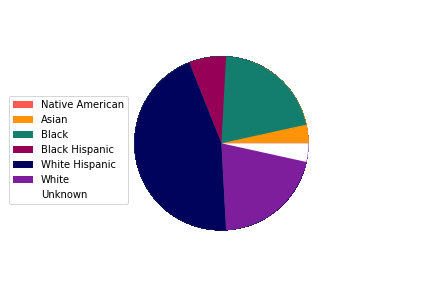 Native American
Asian
Black
Black Hispanic
White Hispanic
White
Unknown